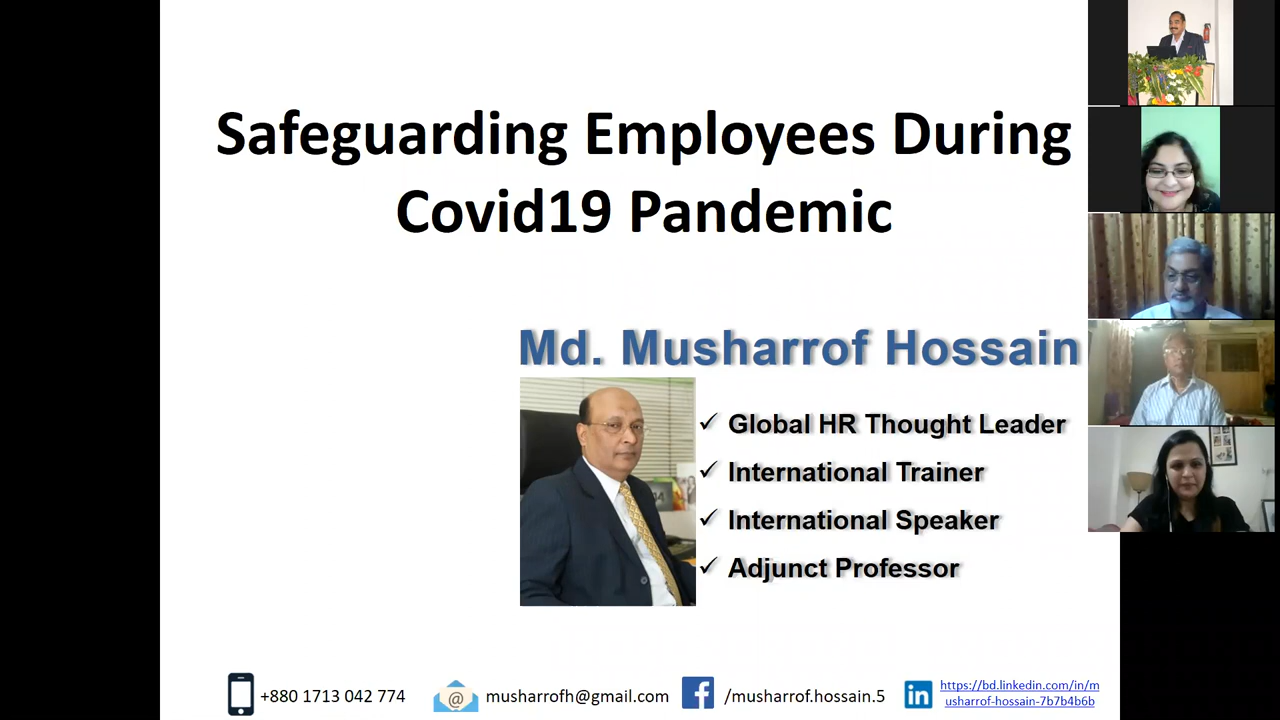 Safeguarding Employees During
Covid19 Pandemic
Md. Musharrof Hossain
Global HR Thought Leader
International Trainer
International Speaker
Adjunct Professor
+880 1713 042 774
musharrofh@gmail.com
/musharrof.hossain.5
https://bd.linkedin.com/in/m
usharrof-hossain-7b7b4b6b